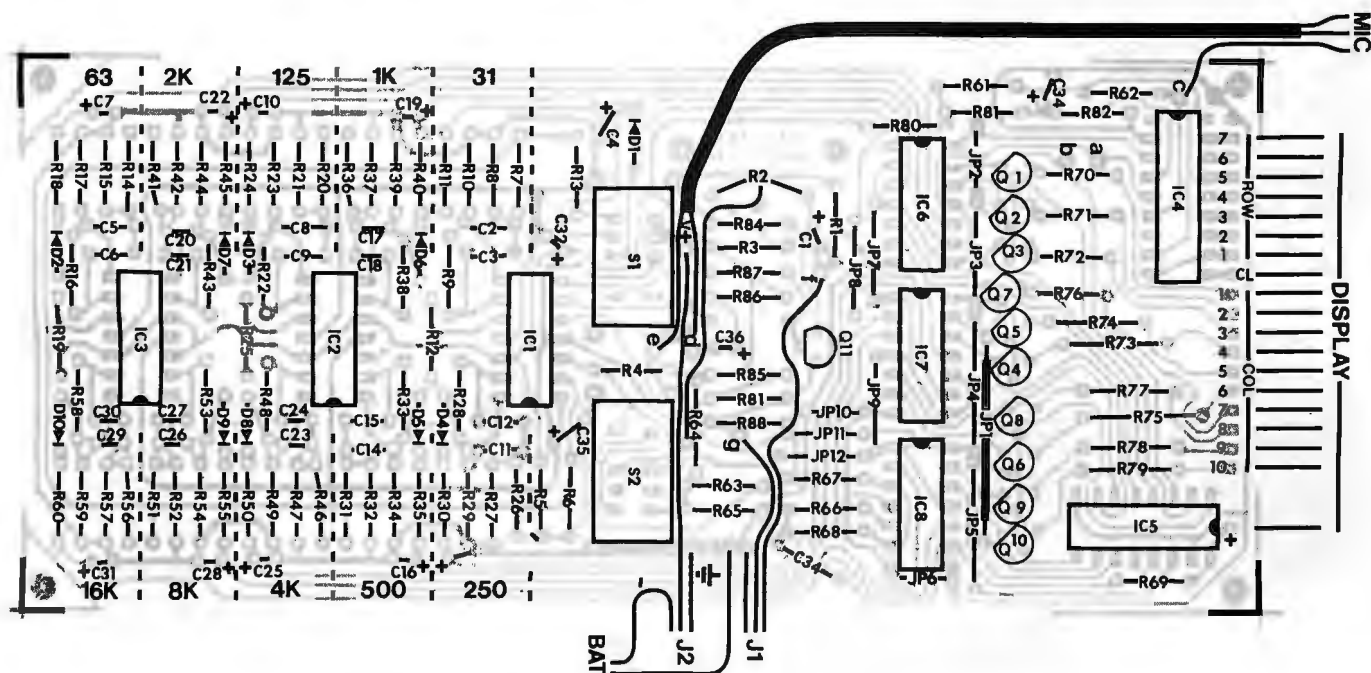 MIC
63 2K 125 1K 31
C7 C22 C10 C19
R61 C34 R62 C
R81 R82
C4 D1 R80
R18 R17 R15 R14 R41 R42 R44 R45 R24 R23 R21 R20 R36 R37 R39 R40 R11 R10 R8 R7 R13
R2 JP2 a b
Q1 R70
IC6 IC4
7 6 5 4 3 2 1 ROW
CL
1 2 3 4 5 6 7 8 9 10 COL
DISPLAY
C5 C20 C8 C17 C2 C37
C6 C21 C9 C18 C3
D2 R16 R43 D7 D3 R22 R38 D6 R9
S1
R84 R3 R87 R86
R1 C1 JP8 JP7 JP3
Q2 Q3 Q7 Q5 Q4
R71 R72 R76 R74 R73
R19 IC3 R25 IC2 R12 IC1
e d f
C36 Q11 IC7
R4 R85 R81 R88 R64 g
JP9 JP4 JP1
JP10 JP11 JP12
R77 R75 R78 R79
Q8 Q6 Q9 Q10
R58 R53 R48 R33 R28
D10 C30 C29 C27 C26 D9 D8 C24 C23 C15 C14 D5 D4 C12 C11 C35
S2
R60 R59 R57 R56 R51 R52 R54 R55 R50 R49 R47 R46 R31 R32 R34 R35 R30 R29 R27 R26 R5 R6
R63 R65 R67 R66 R68
IC8 JP5 IC5
C31 C28 C25 C16 C34 JP6 R69
16K 8K 4K 500 250
BAT J2 J1